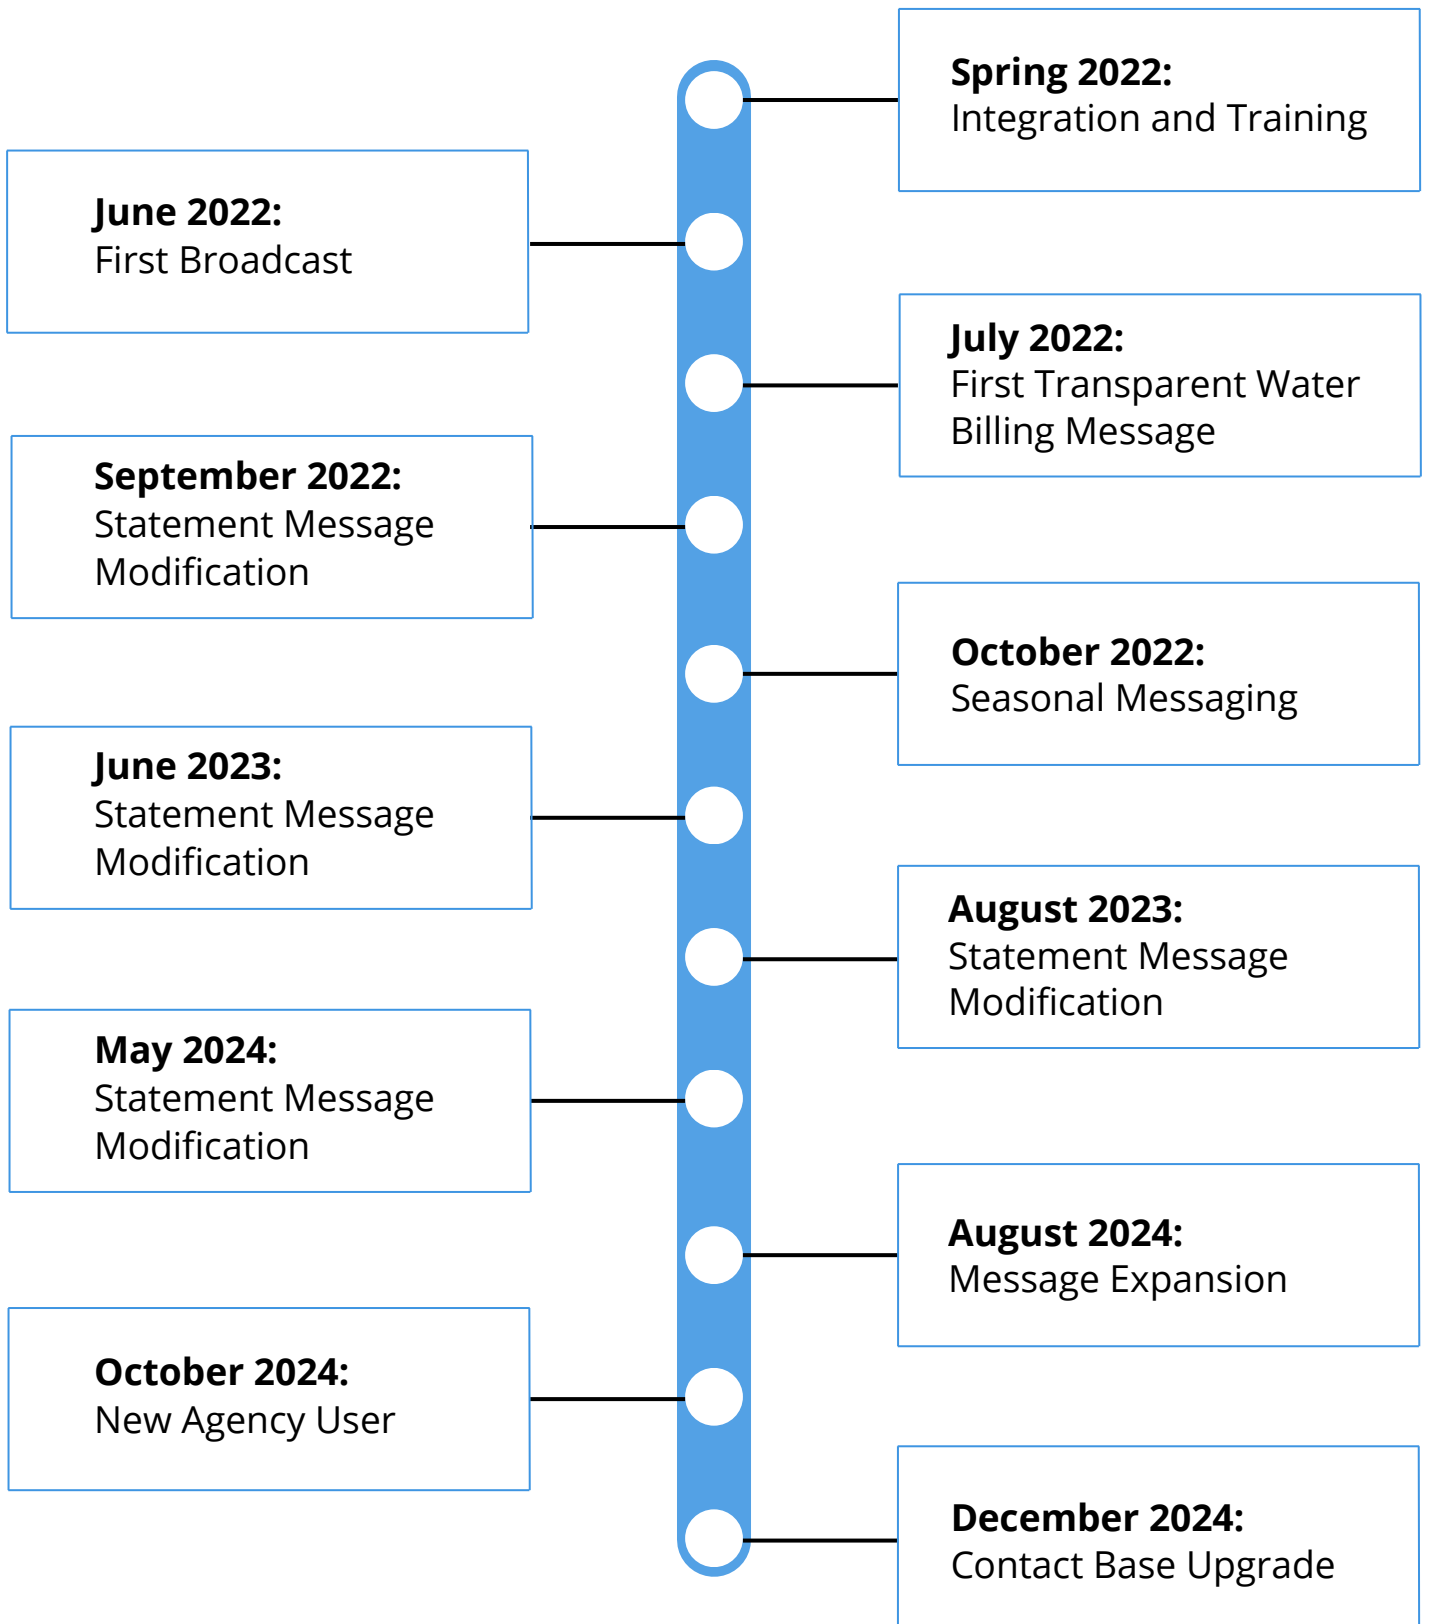 Spring 2022:
Integration and Training
June 2022:
First Broadcast
July 2022:
First Transparent Water
Billing Message
September 2022:
Statement Message
Modification
October 2022:
Seasonal Messaging
June 2023:
Statement Message
Modification
August 2023:
Statement Message
Modification
May 2024:
Statement Message
Modification
August 2024:
Message Expansion
October 2024:
New Agency User
December 2024:
Contact Base Upgrade